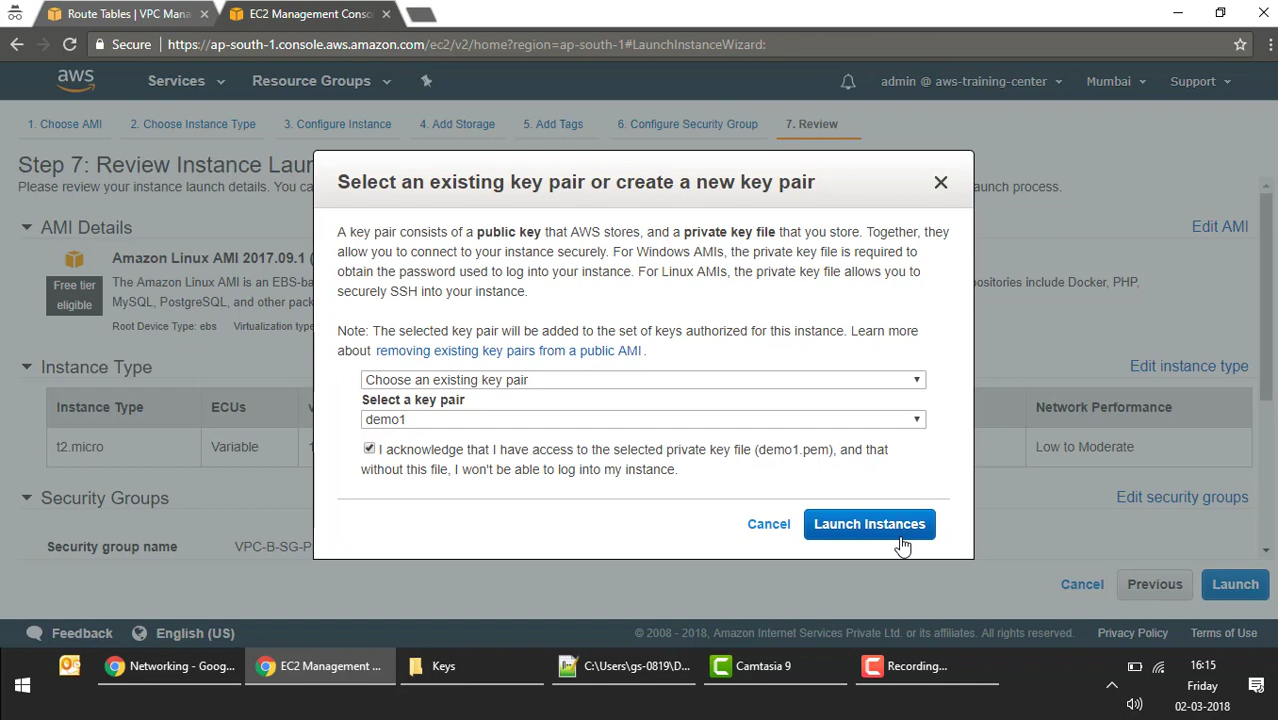 Route Tables | VPC Mana
EC2 Management Conso
Secure
https://ap-south-1.console.aws.amazon.com/ec2/v2/home?region=ap-south-1#LaunchInstanceWizard:
aws
Services
Resource Groups
admin @ aws-training-center
Mumbai
Support
1. Choose AMI
2. Choose Instance Type
3. Configure Instance
4. Add Storage
5. Add Tags
6. Configure Security Group
7. Review
Step 7: Review Instance Laun
Please review your instance launch details. You ca
aunch process.
AMI Details
Edit AMI
Amazon Linux AMI 2017.09.1 (
Free tier
eligible
The Amazon Linux AMI is an EBS-ba
MySQL, PostgreSQL, and other pack
positories include Docker, PHP,
Root Device Type: ebs
Virtualization type
Instance Type
Edit instance type
Instance Type
ECUs
v
Network Performance
t2.micro
Variable
1
Low to Moderate
Security Groups
Edit security groups
Security group name
VPC-B-SG-P
Select an existing key pair or create a new key pair
A key pair consists of a public key that AWS stores, and a private key file that you store. Together, they
allow you to connect to your instance securely. For Windows AMIs, the private key file is required to
obtain the password used to log into your instance. For Linux AMIs, the private key file allows you to
securely SSH into your instance.
Note: The selected key pair will be added to the set of keys authorized for this instance. Learn more
about removing existing key pairs from a public AMI .
Choose an existing key pair
Select a key pair
demo1
I acknowledge that I have access to the selected private key file (demo1.pem), and that
without this file, I won't be able to log into my instance.
Cancel
Launch Instances
Cancel
Previous
Launch
Feedback
English (US)
© 2008 - 2018, Amazon Internet Services Private Ltd. or its affiliates. All rights reserved.
Privacy Policy
Terms of Use
Networking - Goog...
EC2 Management ...
Keys
C:\Users\gs-0819\D...
Camtasia 9
Recording...
16:15
Friday
02-03-2018